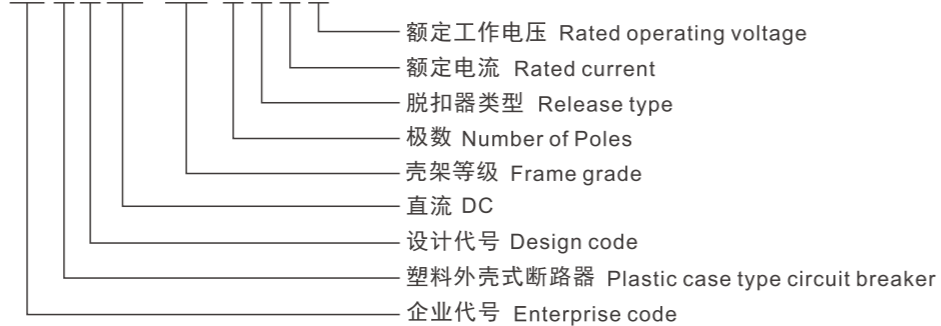 额定工作电压 Rated operating voltage
额定电流 Rated current
脱扣器类型 Release type
极数 Number of Poles
壳架等级 Frame grade
直流 DC
设计代号 Design code
塑料外壳式断路器 Plastic case type circuit breaker
企业代号 Enterprise code